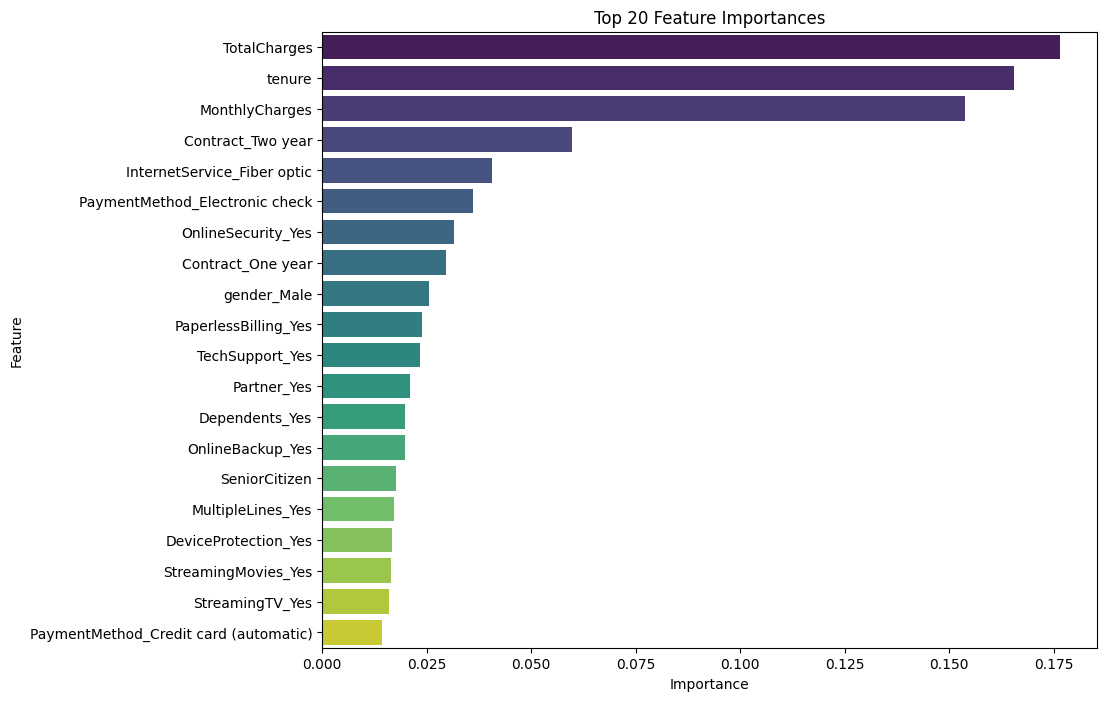 Top 20 Feature Importances
Feature
TotalCharges
tenure
MonthlyCharges
Contract_Two year
InternetService_Fiber optic
PaymentMethod_Electronic check
OnlineSecurity_Yes
Contract_One year
gender_Male
PaperlessBilling_Yes
TechSupport_Yes
Partner_Yes
Dependents_Yes
OnlineBackup_Yes
SeniorCitizen
MultipleLines_Yes
DeviceProtection_Yes
StreamingMovies_Yes
StreamingTV_Yes
PaymentMethod_Credit card (automatic)
0.000 0.025 0.050 0.075 0.100 0.125 0.150 0.175
Importance